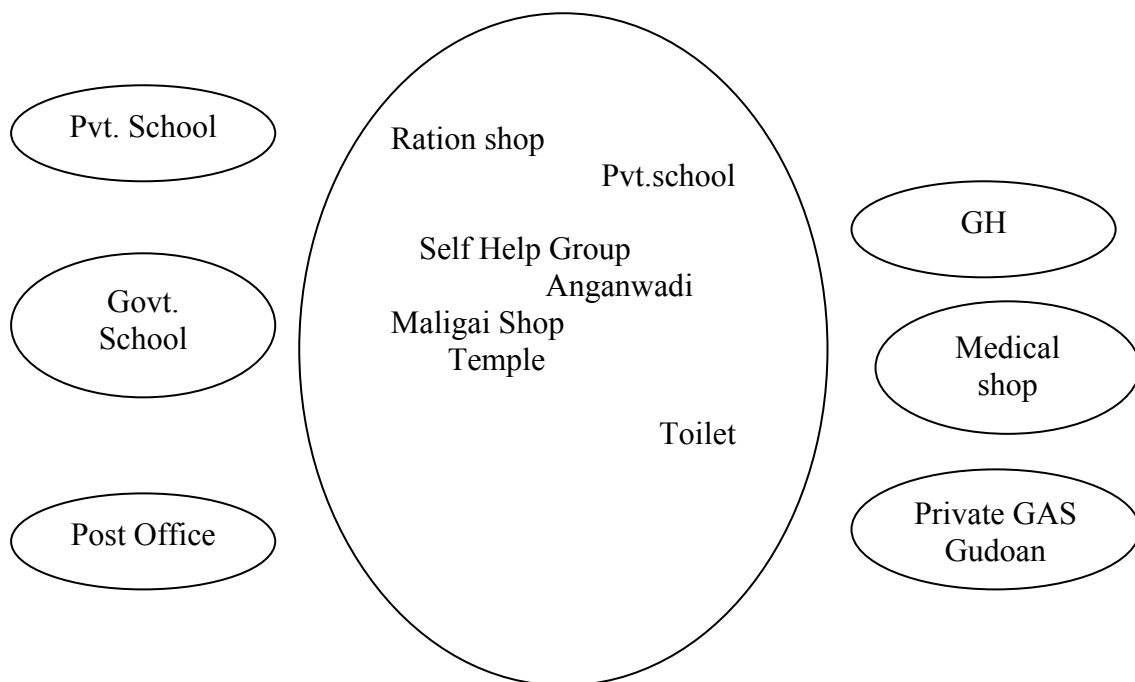 Pvt. School
Ration shop
Pvt.school
GH
Self Help Group
Anganwadi
Govt.
School
Maligai Shop
Temple
Medical
shop
Toilet
Post Office
Private GAS
Gudoan